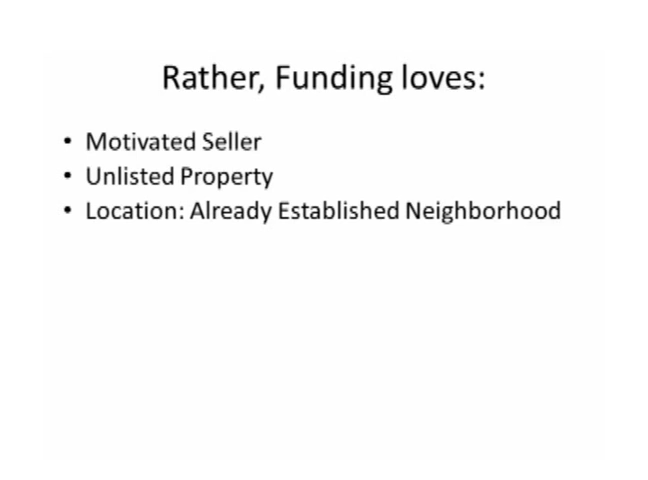 Rather, Funding loves:
• Motivated Seller
• Unlisted Property
• Location: Already Established Neighborhood